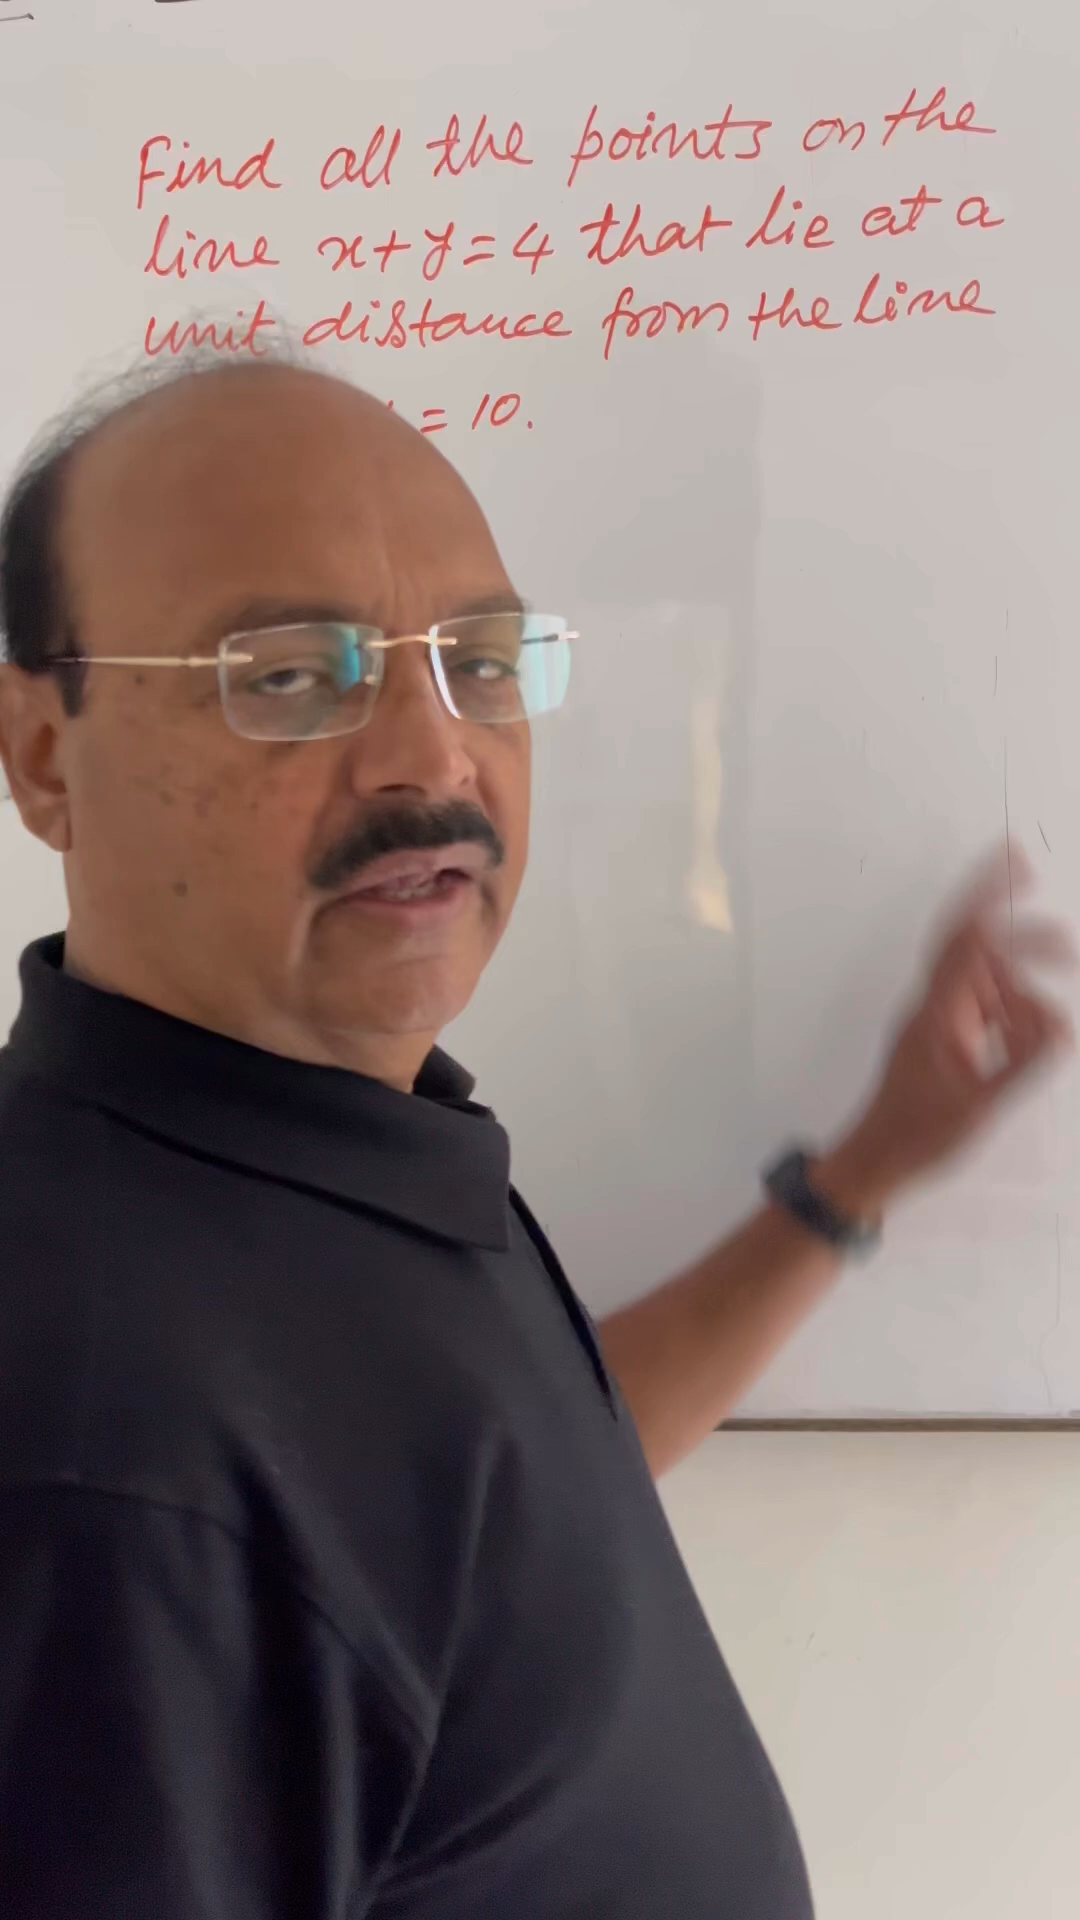 Find all the points on the
line x+y=4 that lie at a
unit distance from the line
= 10.